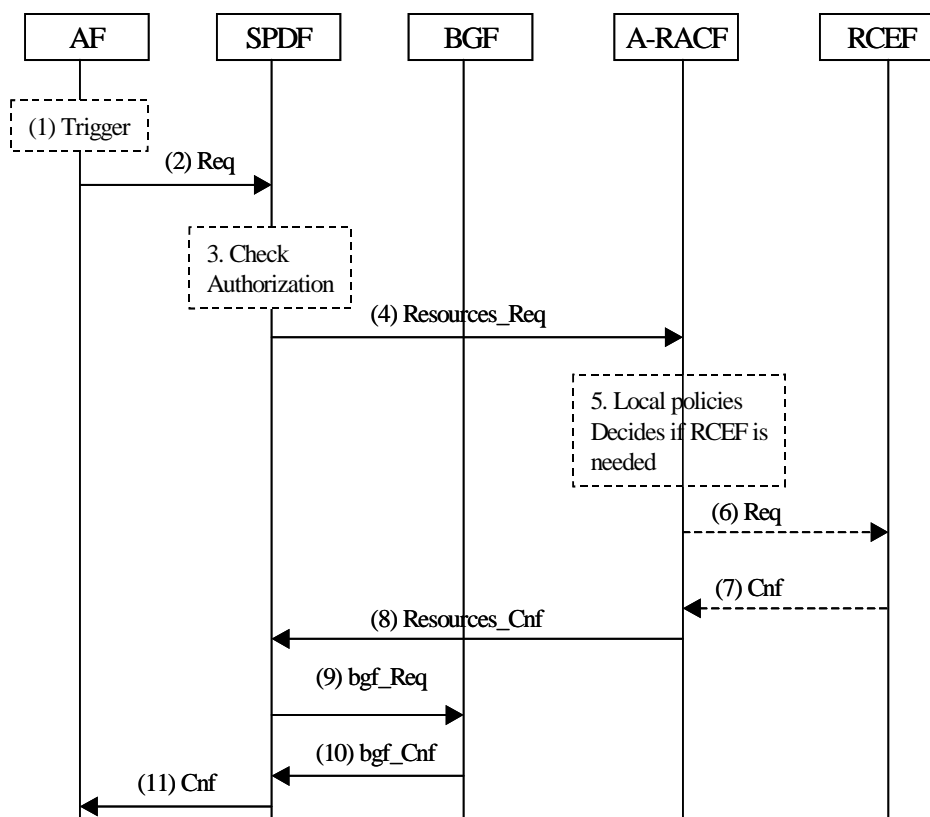 AF
SPDF
BGF
A-RACF
RCEF
(1) Trigger
(2) Req
3. Check
Authorization
(4) Resources_Req
5. Local policies
Decides if RCEF is
needed
(6) Req
(7) Cnf
(8) Resources_Cnf
(9) bgf_Req
(10) bgf_Cnf
(11) Cnf